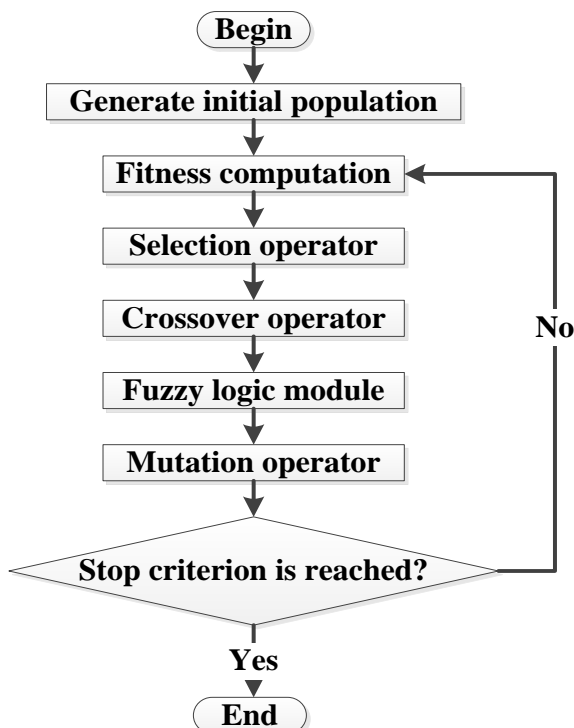 Begin
Generate initial population
Fitness computation
Selection operator
Crossover operator
No
Fuzzy logic module
Mutation operator
Stop criterion is reached?
Yes
End